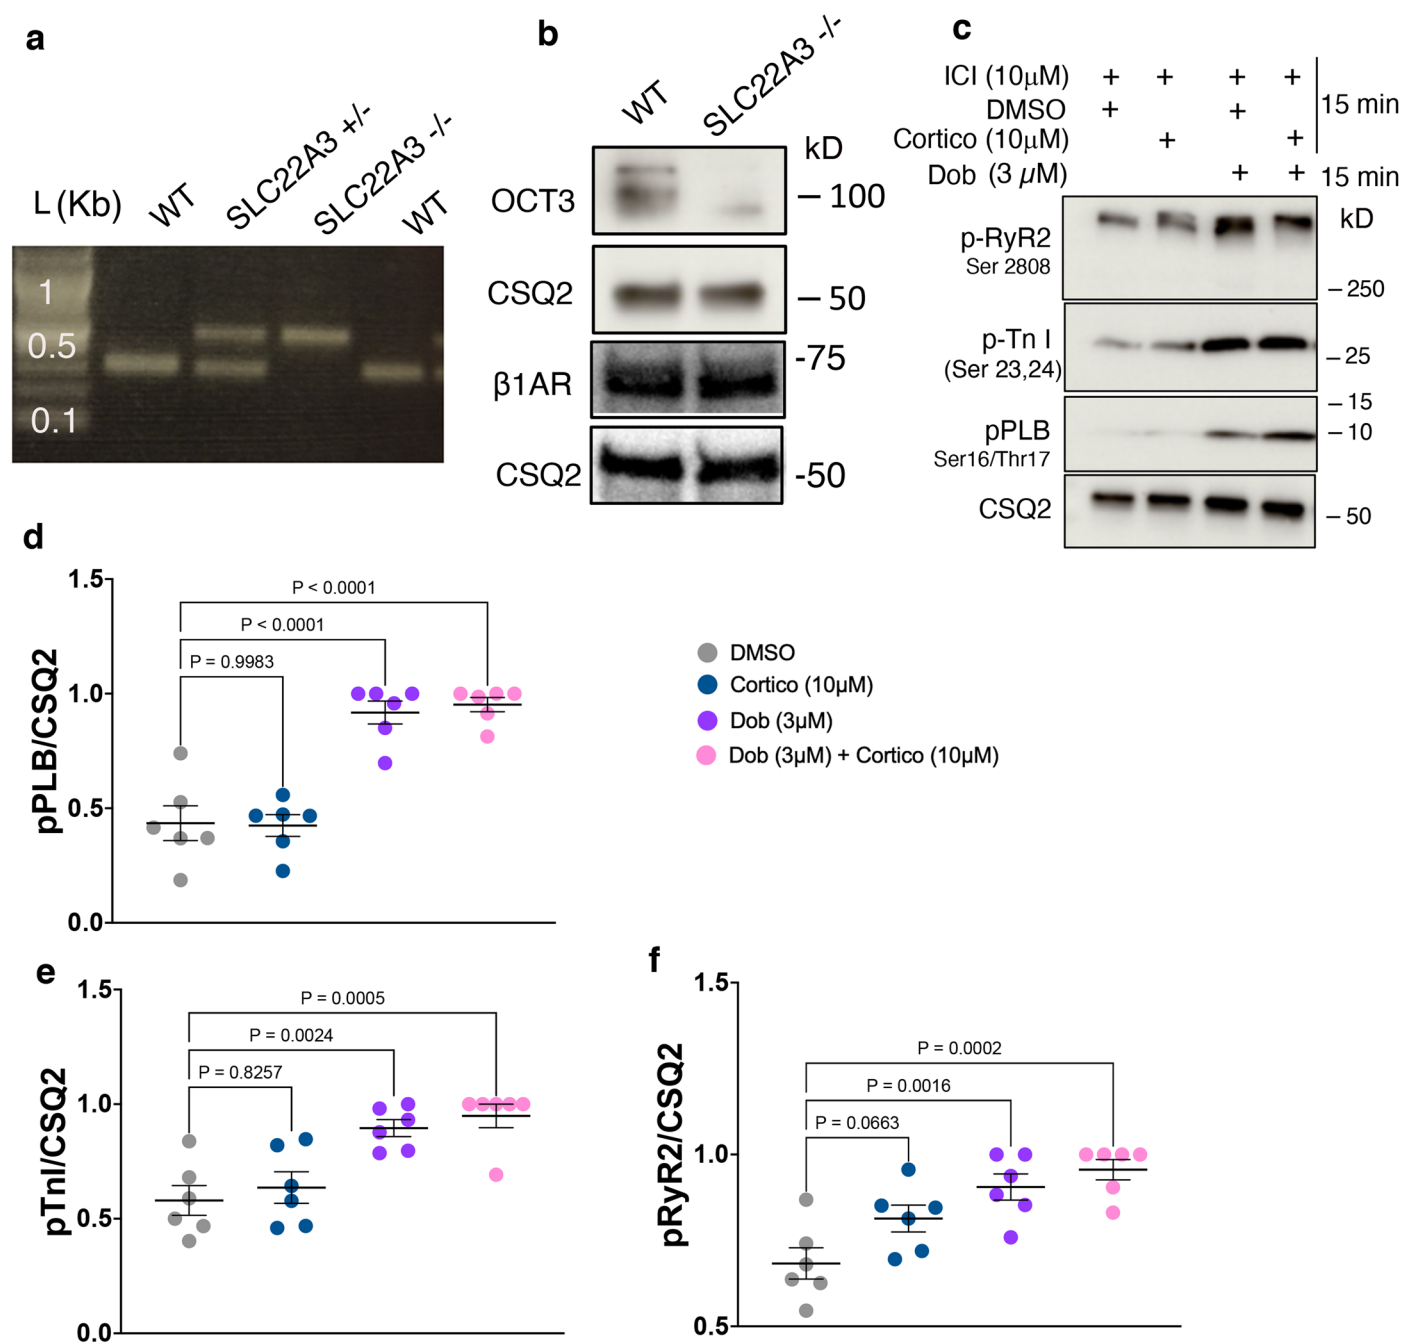 a
L (Kb)
WT
SLC22A3 +/-
SLC22A3 -/-
WT
1
0.5
0.1
b
WT
SLC22A3 -/-
kD
OCT3
– 100
CSQ2
– 50
β1AR
-75
CSQ2
-50
c
ICI (10μM) + + + +
DMSO + +
Cortico (10μM) + +
15 min
Dob (3 μM) + + 15 min
kD
p-RyR2
Ser 2808
– 250
p-Tn I
(Ser 23,24)
– 25
– 15
pPLB
Ser16/Thr17
– 10
CSQ2
– 50
d
pPLB/CSQ2
1.5
1.0
0.5
0.0
P < 0.0001
P < 0.0001
P = 0.9983
DMSO
Cortico (10μM)
Dob (3μM)
Dob (3μM) + Cortico (10μM)
e
pTnI/CSQ2
1.5
1.0
0.5
0.0
P = 0.0005
P = 0.0024
P = 0.8257
f
pRyR2/CSQ2
1.5
1.0
0.5
P = 0.0002
P = 0.0016
P = 0.0663